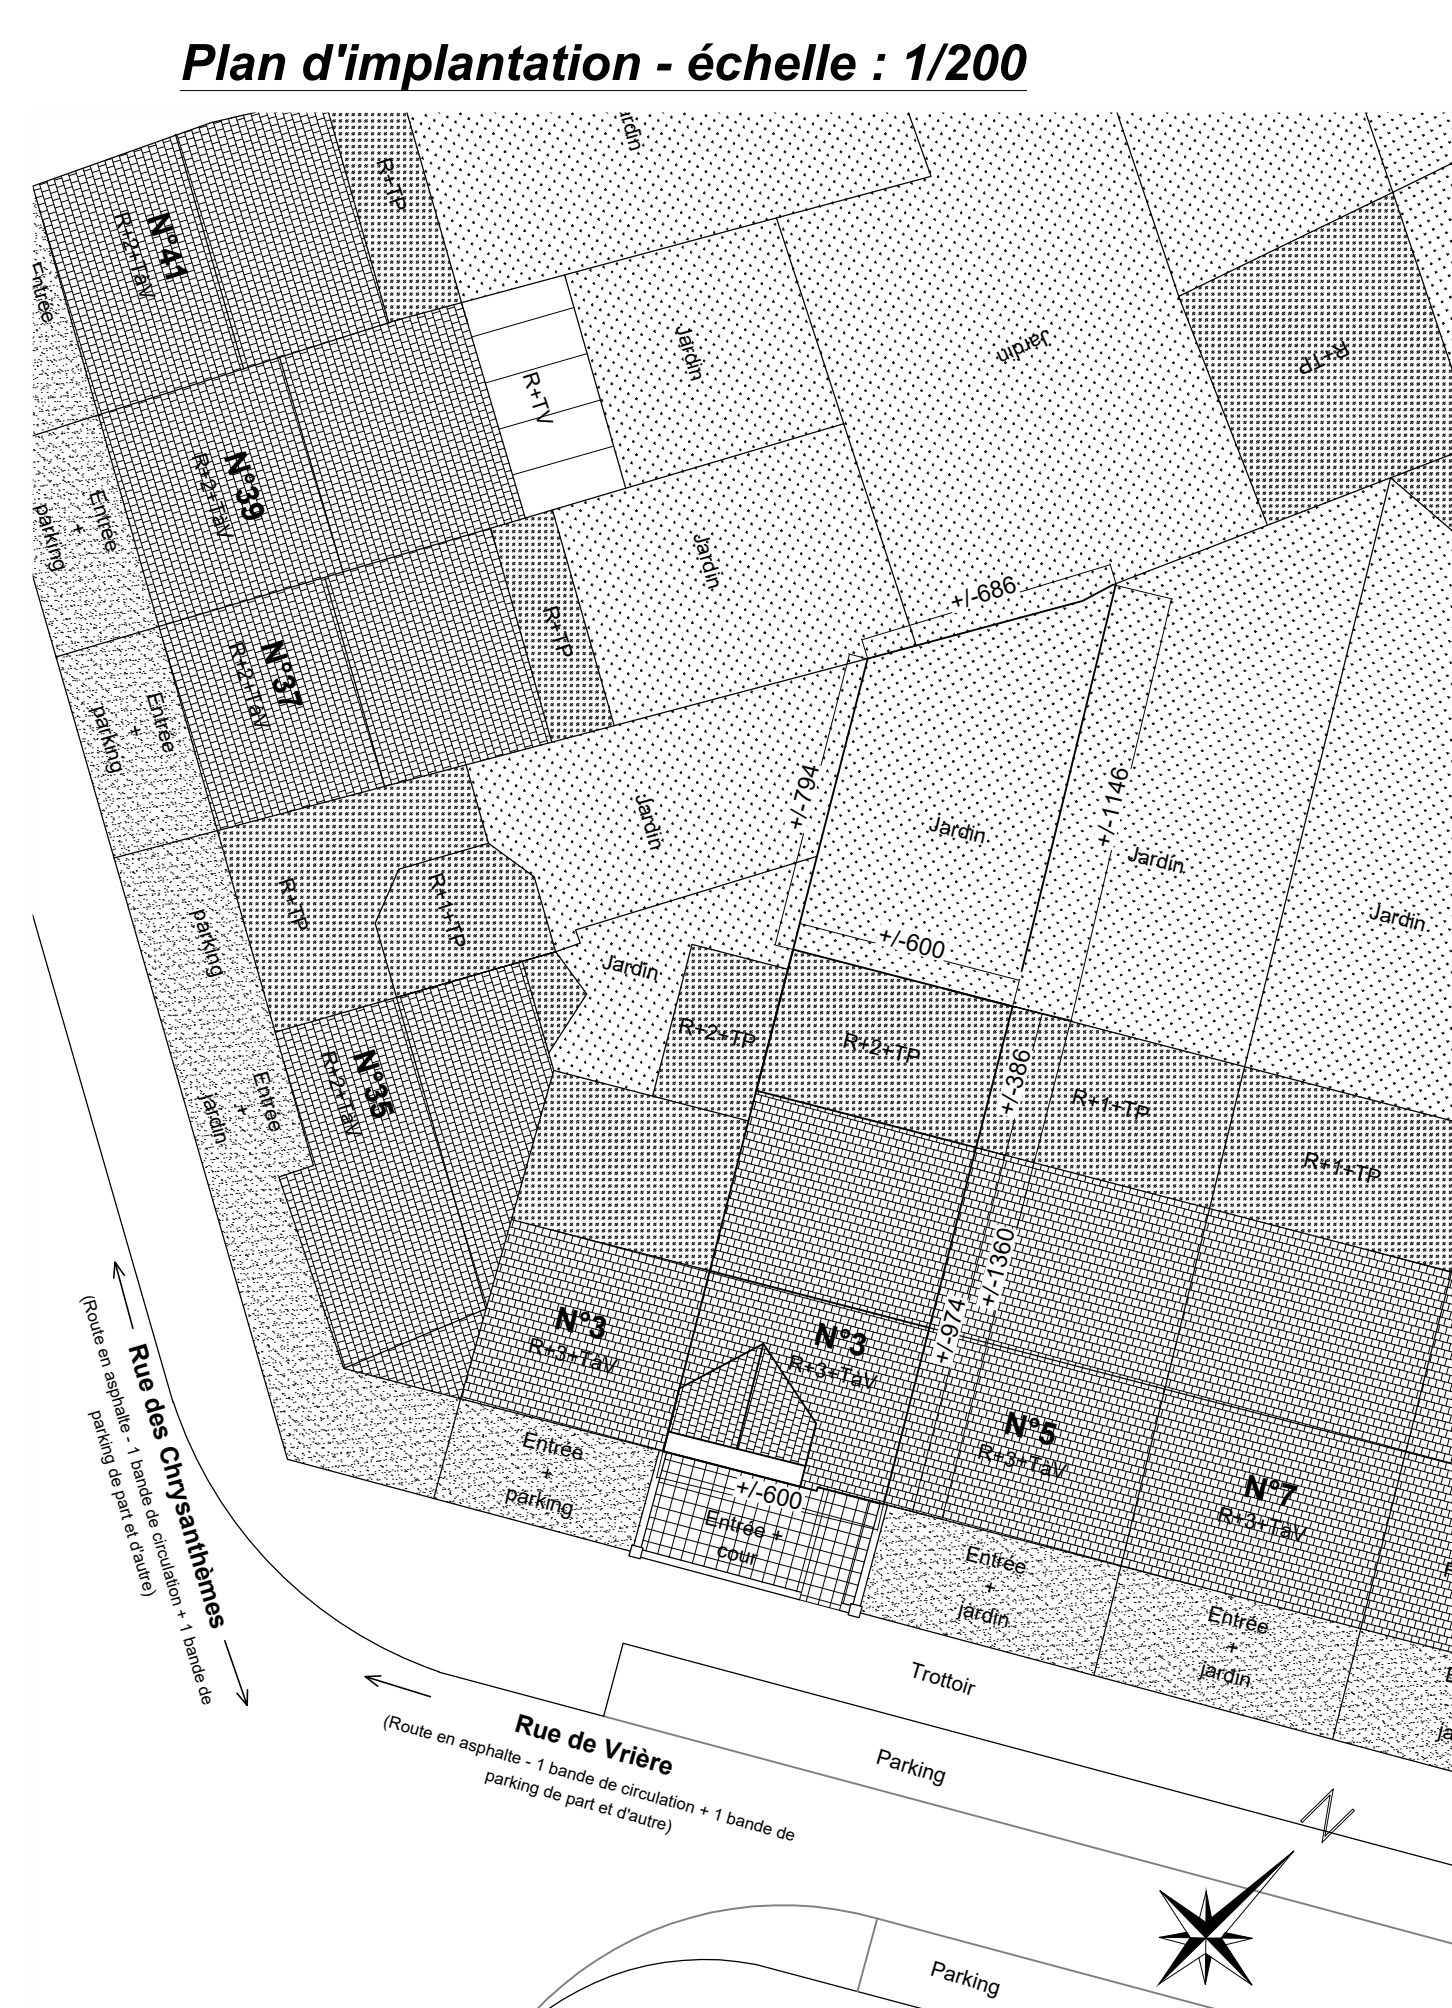 Plan d'implantation - échelle : 1/200
R+TP
N°41
R+2+TaV
Entrée
Jardin
Jardin
R+TP
R+TV
N°39
R+2+TaV
Entrée
+
parking
Jardin
+/-686
R+TP
N°37
R+2+TaV
Entrée
+
parking
Jardin
+/-794
+/-1146
Jardin
Jardin
Jardin
R+TP
R+1+TP
parking
+/-600
Jardin
R+2+TP
R+2+TP
+/-386
R+1+TP
R+1+TP
N°35
R+2+TaV
Entrée
+
jardin
+/-1360
+/-974
N°3
R+3+TaV
N°3
R+3+TaV
N°5
R+3+TaV
N°7
R+3+TaV
Entrée
+
parking
+/-600
Entrée +
cour
Entrée
+
jardin
Entrée
+
jardin
Rue des Chrysanthèmes
(Route en asphalte - 1 bande de circulation + 1 bande de
parking de part et d'autre)
Trottoir
Rue de Vrière
(Route en asphalte - 1 bande de circulation + 1 bande de
parking de part et d'autre)
Parking
N
Parking